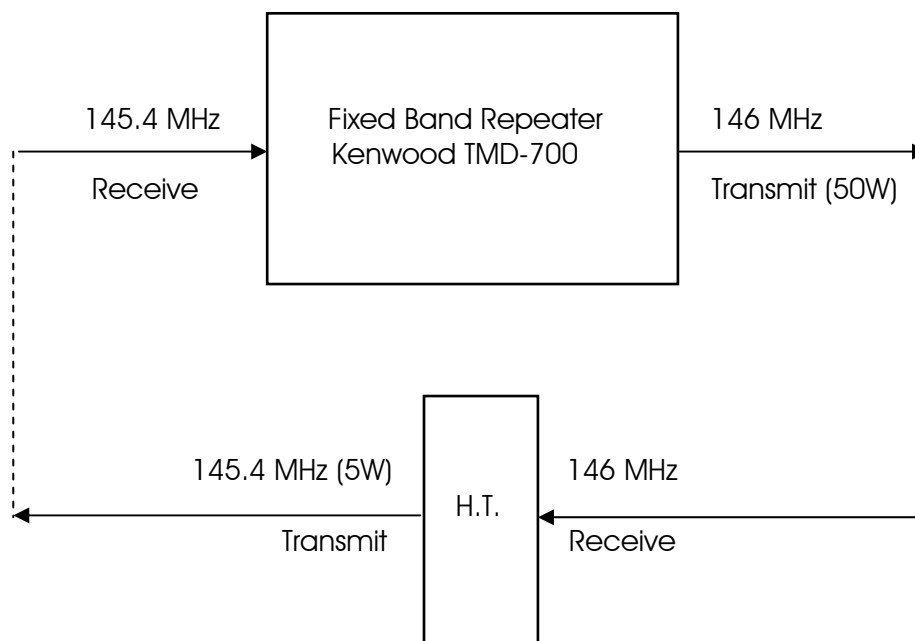 145.4 MHz
Receive
Fixed Band Repeater
Kenwood TMD-700
146 MHz
Transmit (50W)
145.4 MHz (5W)
Transmit
H.T.
146 MHz
Receive